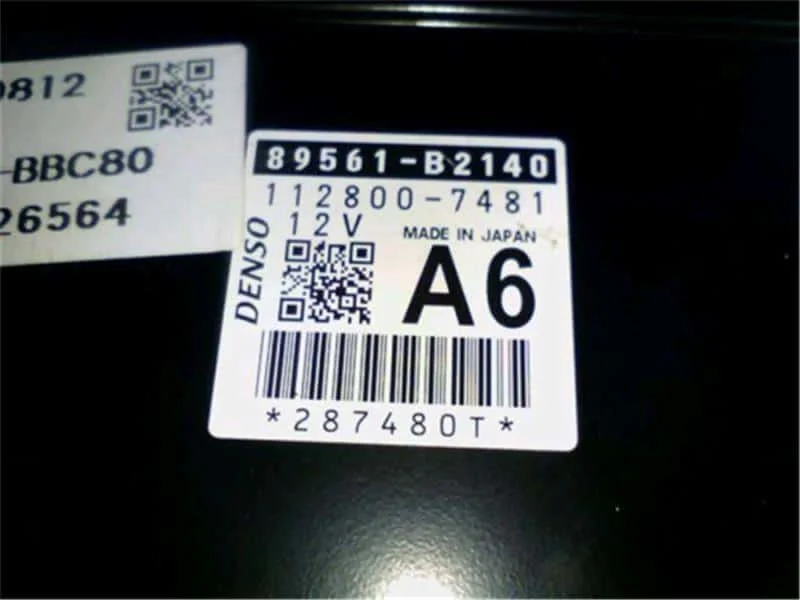 0812
-BBC80
26564
89561-B2140
112800-7481
12V
MADE IN JAPAN
DENSO
A6
*287480T*